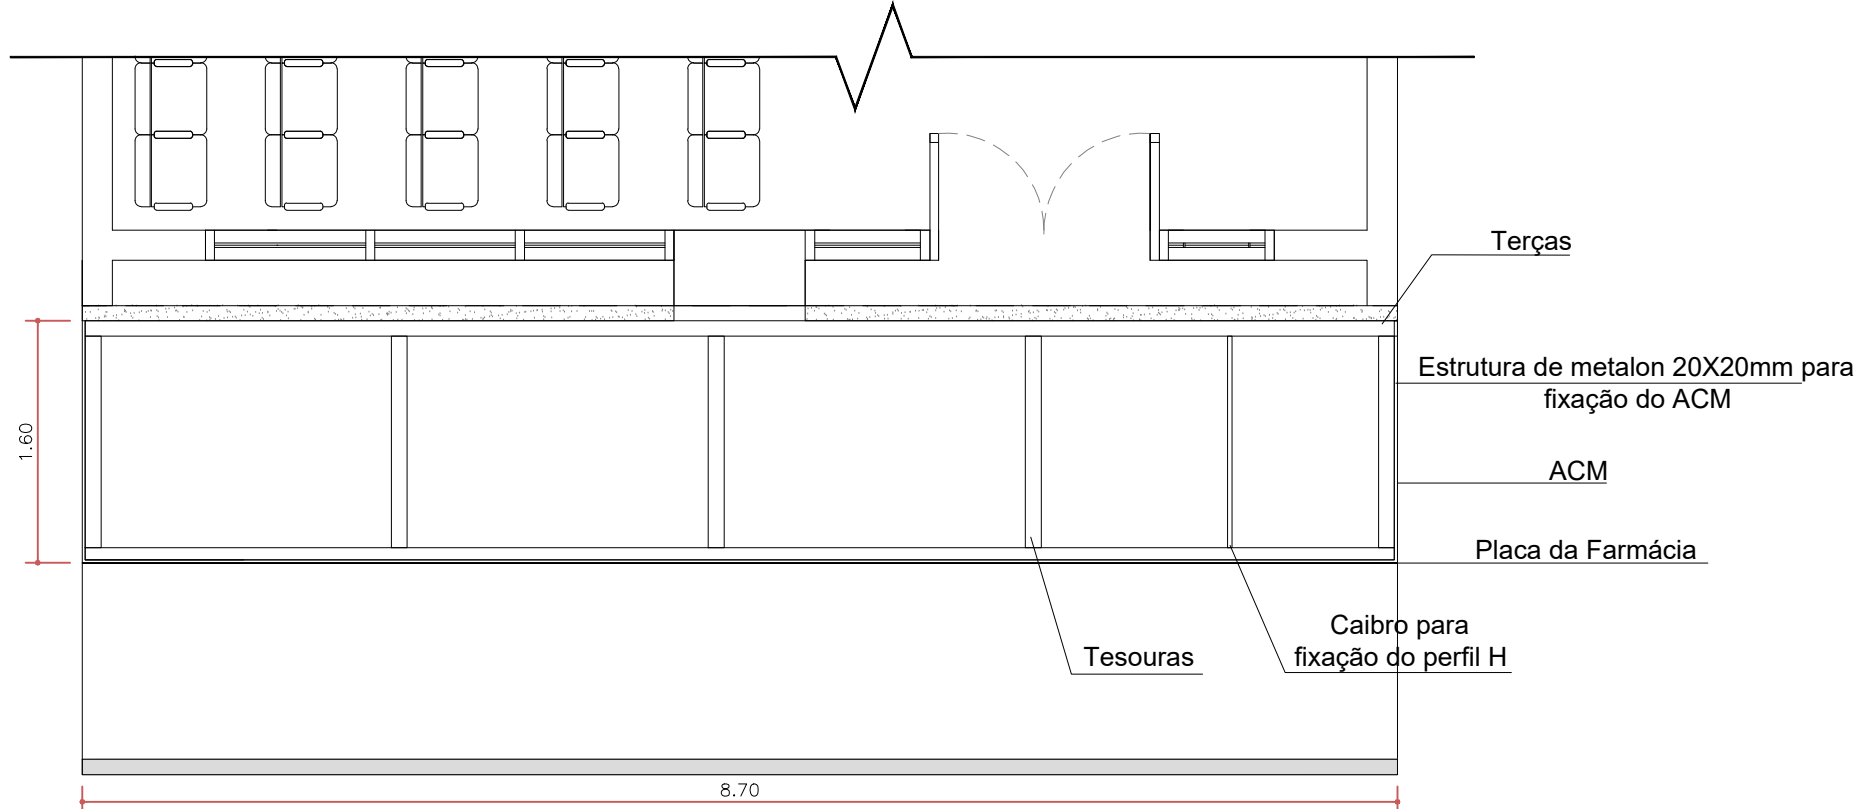 Terças
Estrutura de metalon 20X20mm para
fixação do ACM
1.60
ACM
Placa da Farmácia
Caibro para
fixação do perfil H
Tesouras
8.70